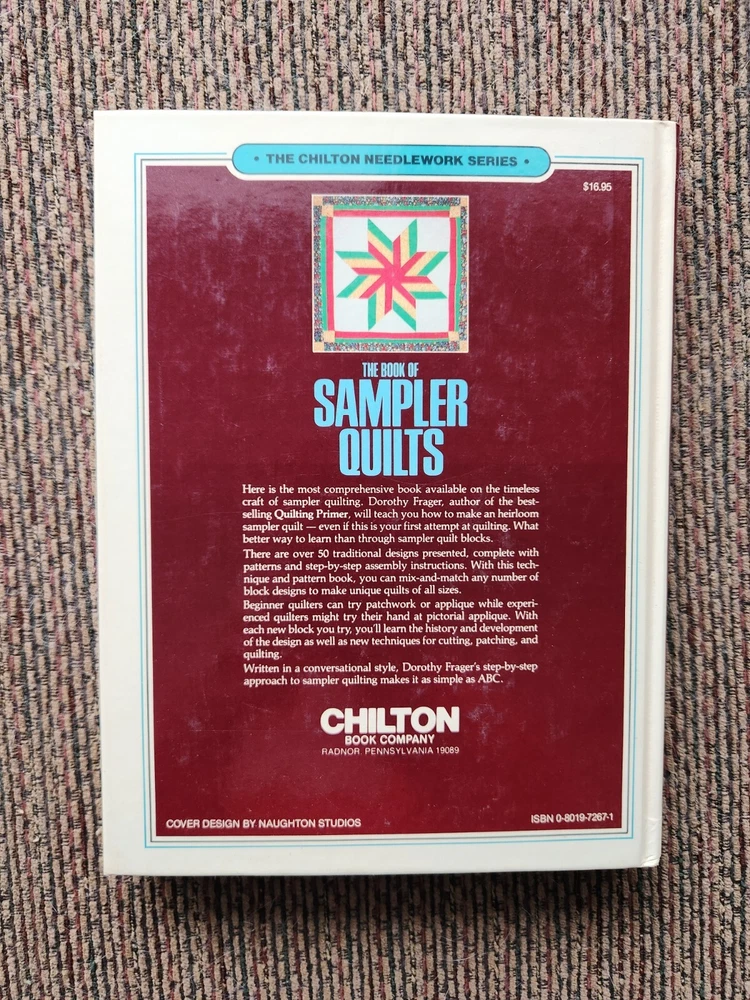 • THE CHILTON NEEDLEWORK SERIES •
$16.95
THE BOOK OF
SAMPLER
QUILTS
Here is the most comprehensive book available on the timeless
craft of sampler quilting. Dorothy Frager, author of the best-
selling Quilting Primer, will teach you how to make an heirloom
sampler quilt — even if this is your first attempt at quilting. What
better way to learn than through sampler quilt blocks.
There are over 50 traditional designs presented, complete with
patterns and step-by-step assembly instructions. With this tech-
nique and pattern book, you can mix-and-match any number of
block designs to make unique quilts of all sizes.
Beginner quilters can try patchwork or applique while experi-
enced quilters might try their hand at pictorial applique. With
each new block you try, you'll learn the history and development
of the design as well as new techniques for cutting, patching, and
quilting.
Written in a conversational style, Dorothy Frager's step-by-step
approach to sampler quilting makes it as simple as ABC.
CHILTON
BOOK COMPANY
RADNOR, PENNSYLVANIA 19089
COVER DESIGN BY NAUGHTON STUDIOS
ISBN 0-8019-7267-1